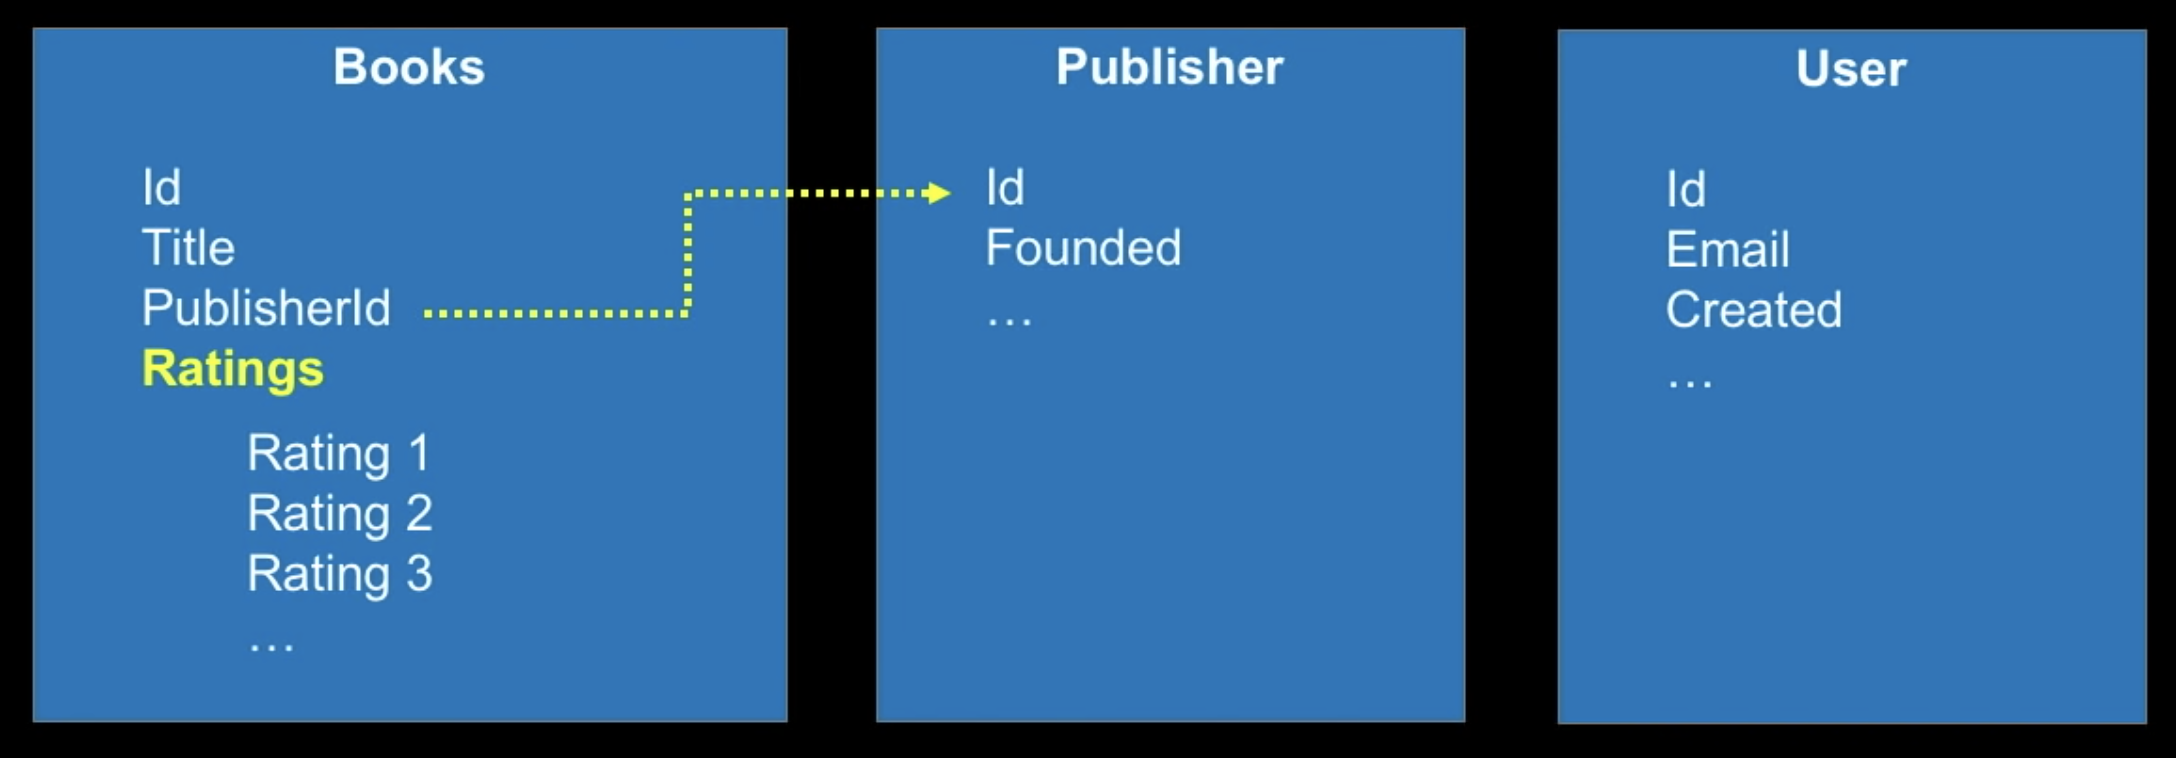 Books
Id
Title
PublisherId
Ratings
Rating 1
Rating 2
Rating 3
…
Publisher
Id
Founded
…
User
Id
Email
Created
…